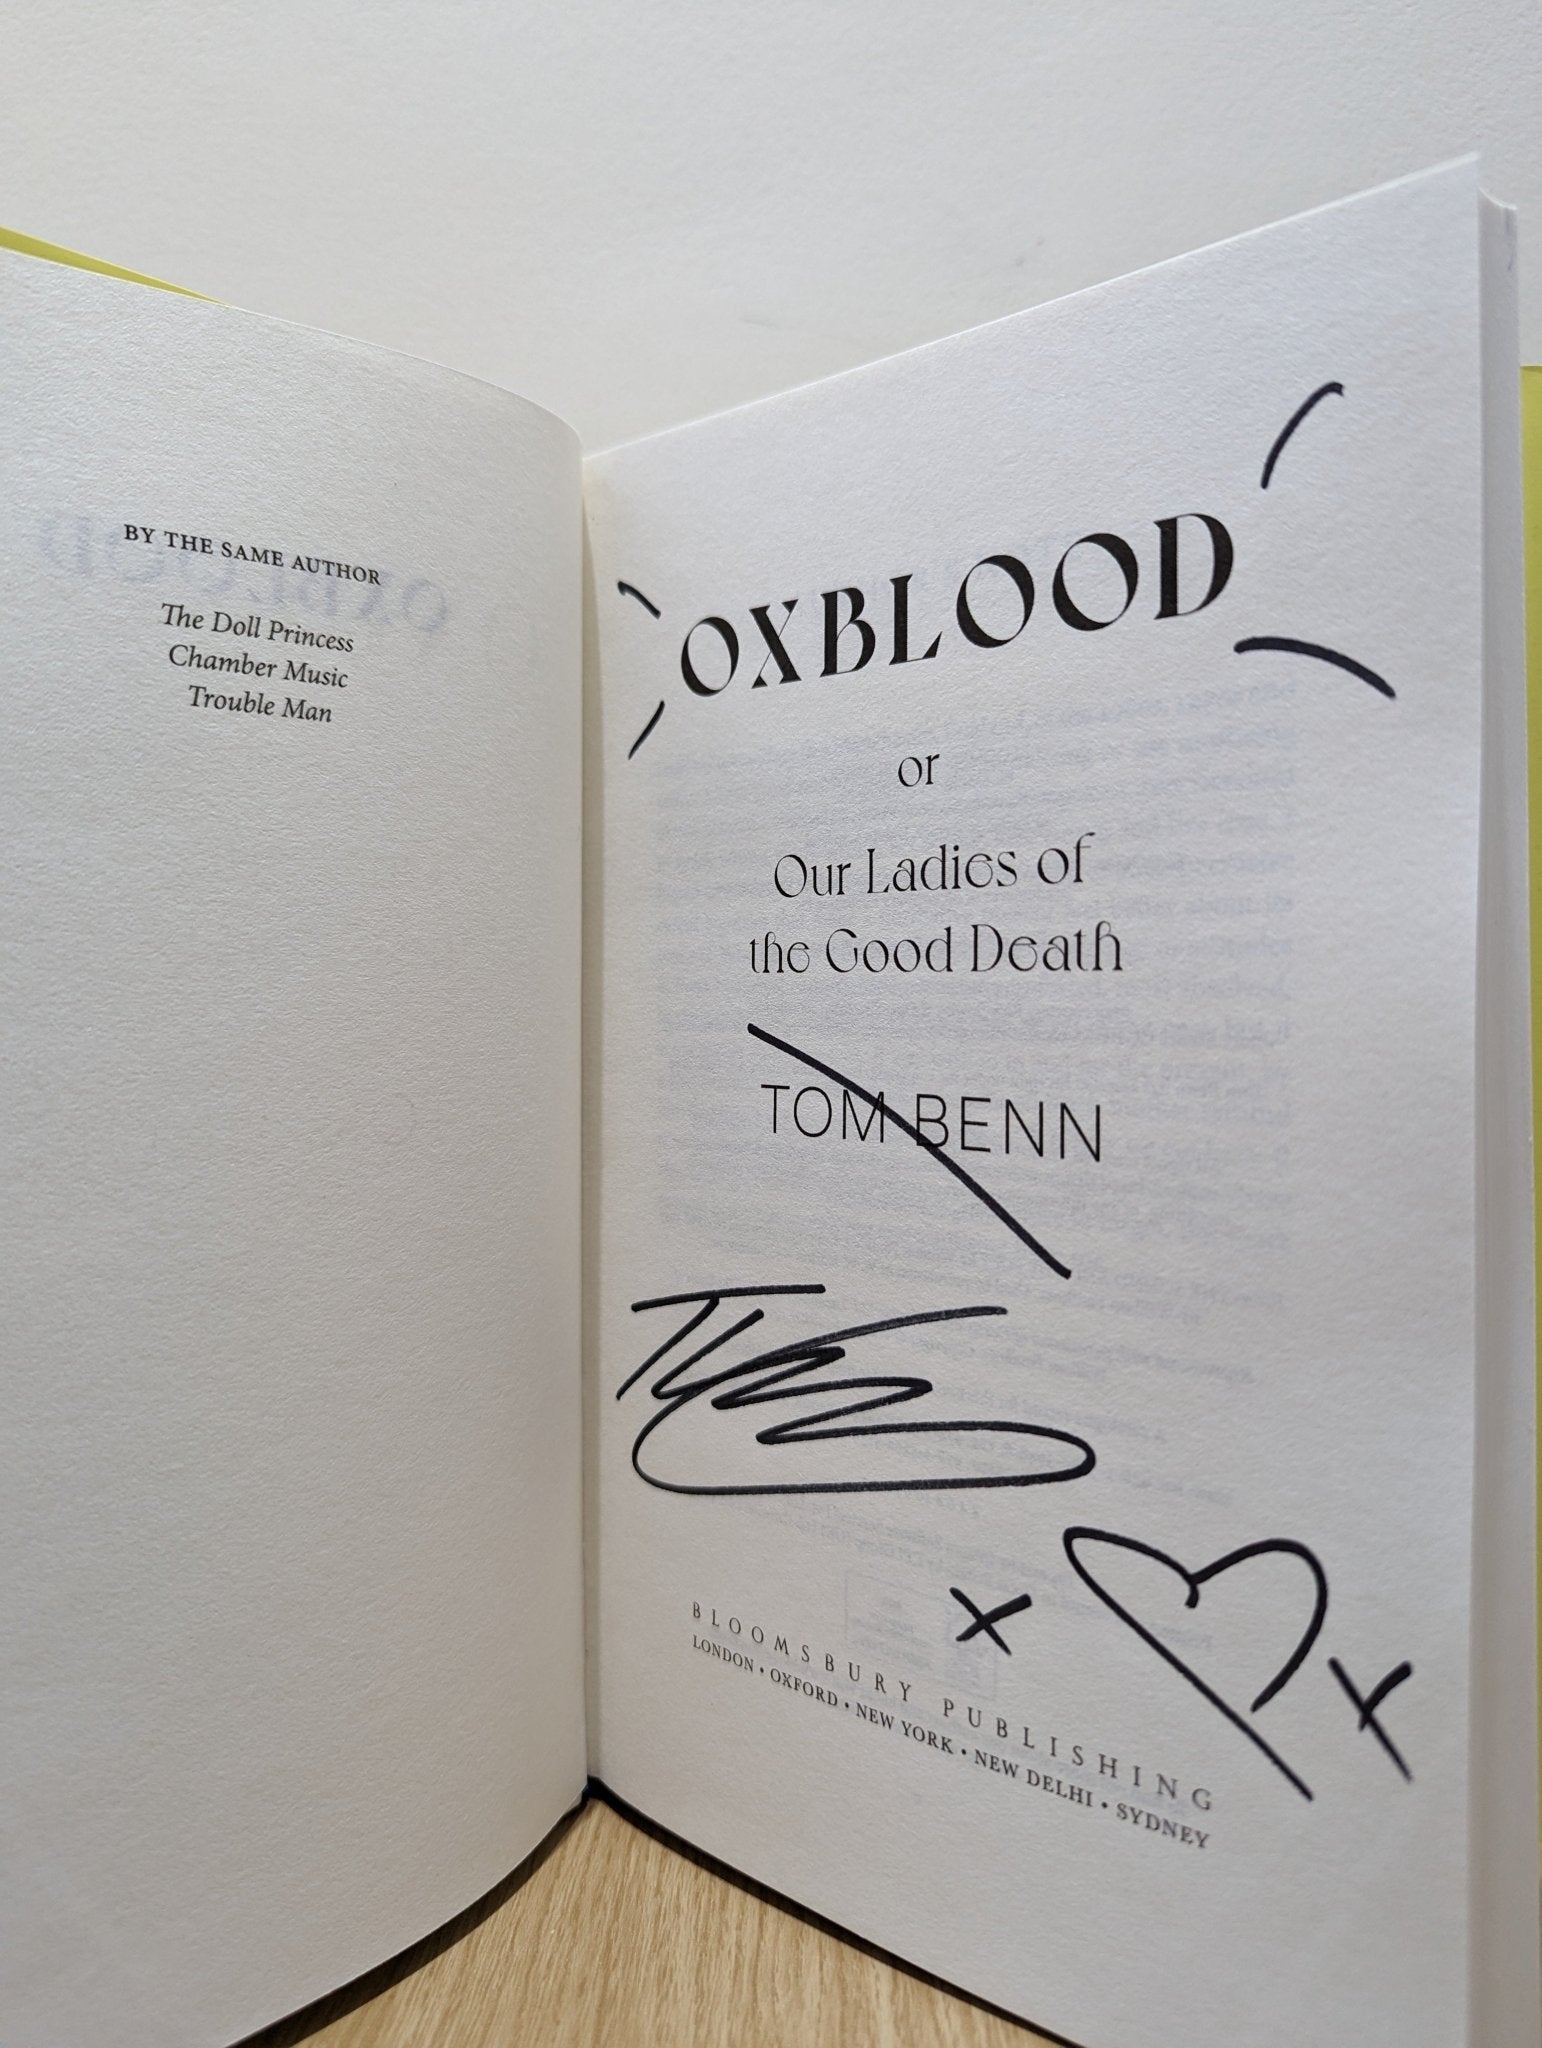 BY THE SAME AUTHOR
The Doll Princess
Chamber Music
Trouble Man
OXBLOOD
or
Our Ladies of
the Good Death
TOM BENN
x x
BLOOMSBURY PUBLISHING
LONDON • OXFORD • NEW YORK • NEW DELHI • SYDNEY